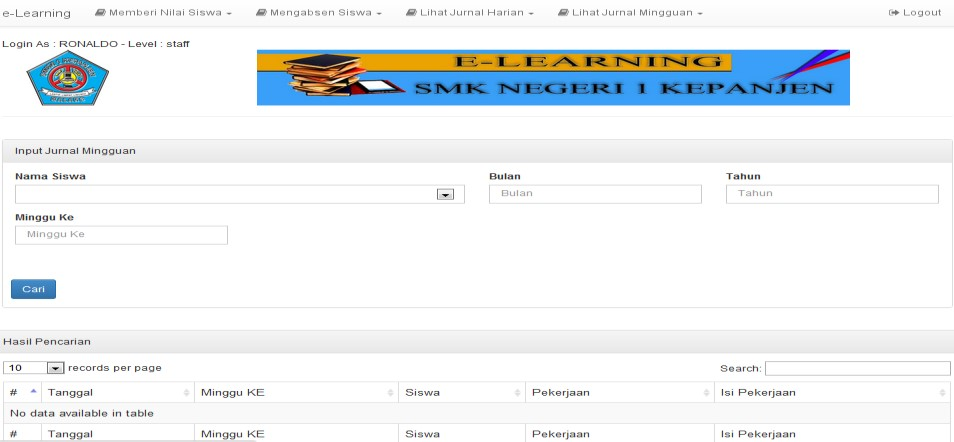 e-Learning Memberi Nilai Siswa Mengabsen Siswa Lihat Jurnal Harian Lihat Jurnal Mingguan Logout
Login As : RONALDO - Level : staff
E-LEARNING
SMK NEGERI 1 KEPANJEN
Input Jurnal Mingguan
Nama Siswa Bulan Tahun
Bulan Tahun
Minggu Ke
Minggu Ke
Cari
Hasil Pencarian
10 records per page Search:
# Tanggal Minggu KE Siswa Pekerjaan Isi Pekerjaan
No data available in table
# Tanggal Minggu KE Siswa Pekerjaan Isi Pekerjaan